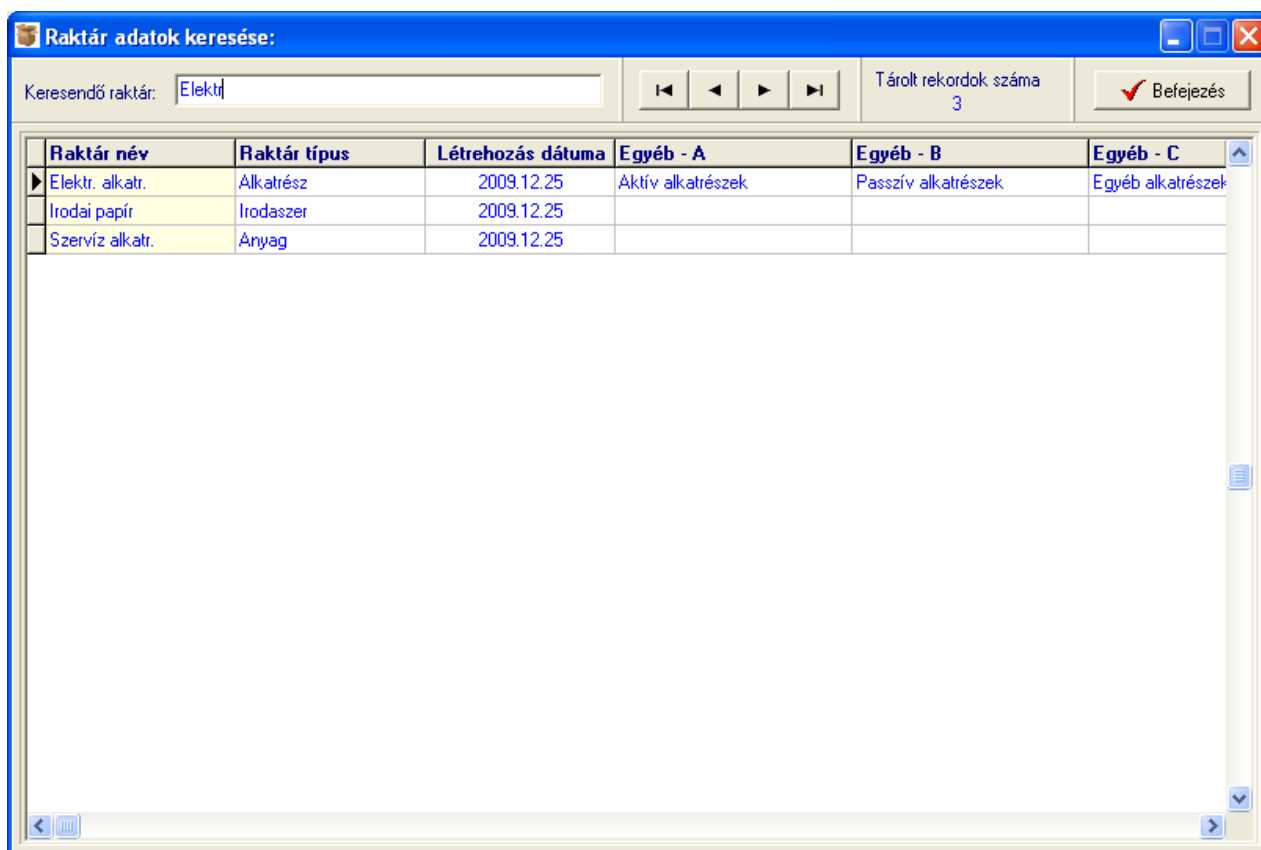 Raktár adatok keresése:
Keresendő raktár: Elektr
Tárolt rekordok száma
3
Befejezés
Raktár név Raktár típus Létrehozás dátuma Egyéb - A Egyéb - B Egyéb - C
Elektr. alkatr. Alkatrész 2009.12.25 Aktív alkatrészek Passzív alkatrészek Egyéb alkatrészek
Irodai papír Irodaszer 2009.12.25
Szervíz alkatr. Anyag 2009.12.25